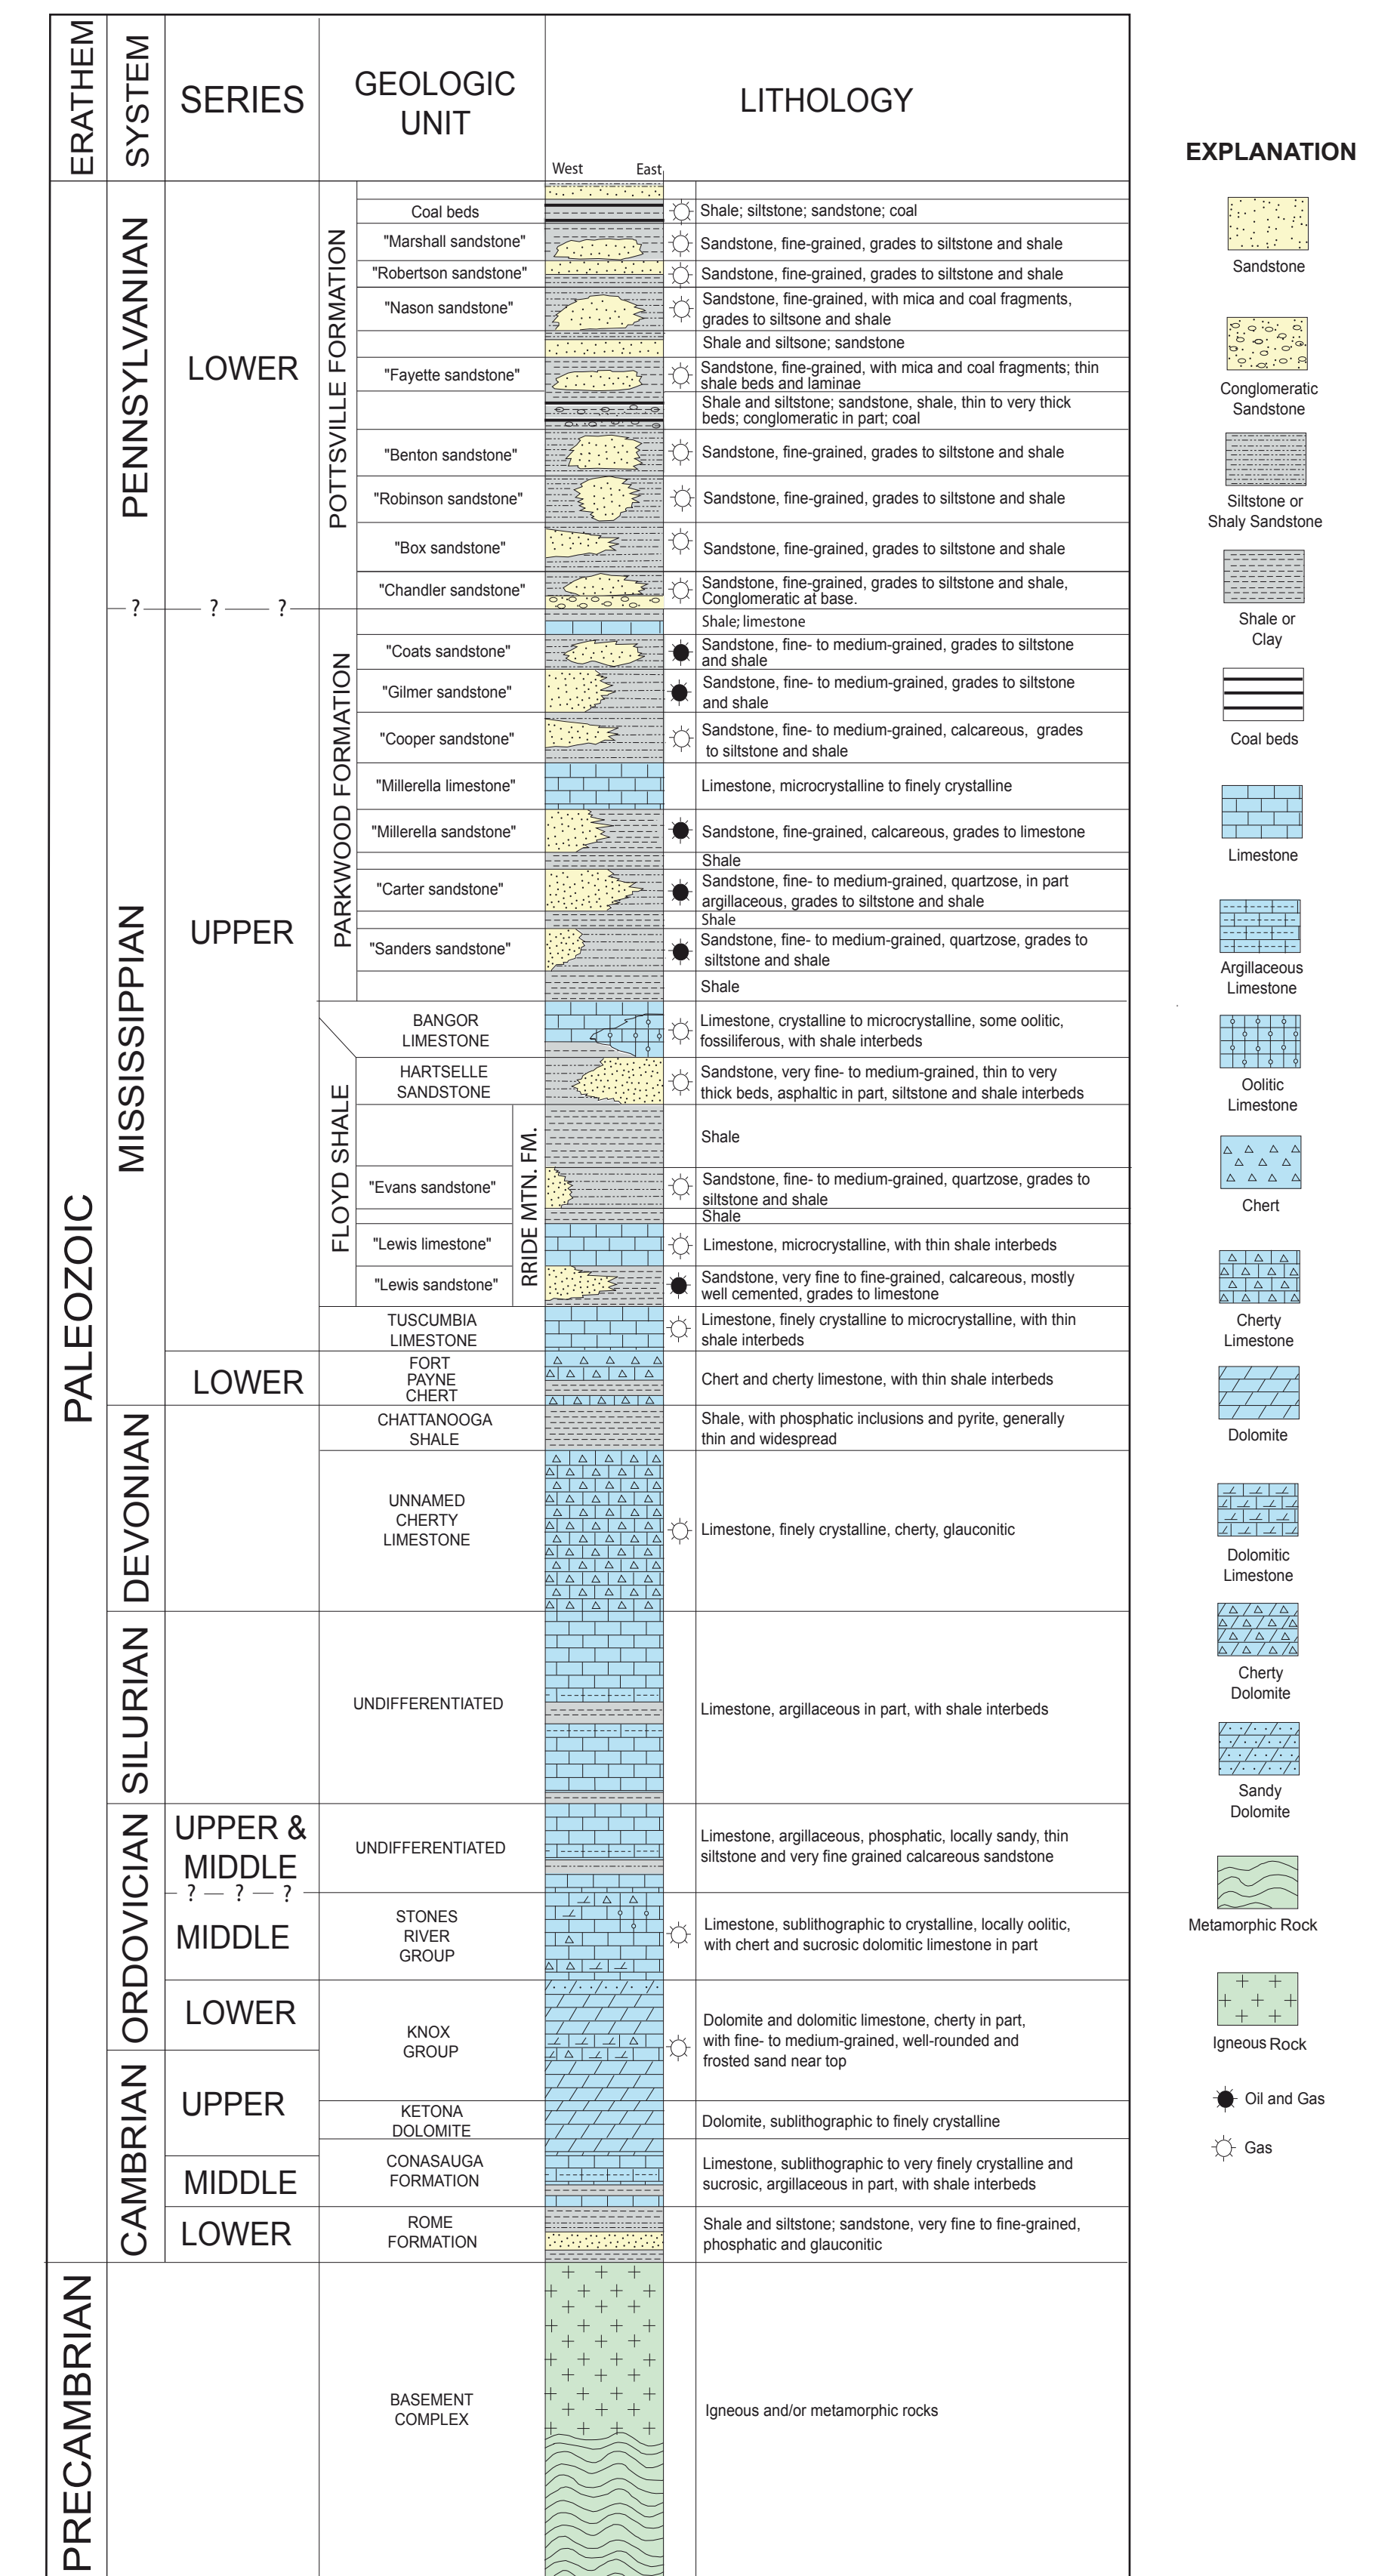 ERATHEM
SYSTEM
SERIES
GEOLOGIC
UNIT
LITHOLOGY
West
East
PALEOZOIC
PENNSYLVANIAN
LOWER
POTTSVILLE FORMATION
Coal beds
Shale; siltstone; sandstone; coal
"Marshall sandstone"
Sandstone, fine-grained, grades to siltstone and shale
"Robertson sandstone"
Sandstone, fine-grained, grades to siltstone and shale
"Nason sandstone"
Sandstone, fine-grained, with mica and coal fragments,
grades to siltsone and shale
Shale and siltsone; sandstone
"Fayette sandstone"
Sandstone, fine-grained, with mica and coal fragments; thin
shale beds and laminae
Shale and siltstone; sandstone, shale, thin to very thick
beds; conglomeratic in part; coal
"Benton sandstone"
Sandstone, fine-grained, grades to siltstone and shale
"Robinson sandstone"
Sandstone, fine-grained, grades to siltstone and shale
"Box sandstone"
Sandstone, fine-grained, grades to siltstone and shale
"Chandler sandstone"
Sandstone, fine-grained, grades to siltstone and shale,
Conglomeratic at base.
? ? ?
MISSISSIPPIAN
UPPER
PARKWOOD FORMATION
Shale; limestone
"Coats sandstone"
Sandstone, fine- to medium-grained, grades to siltstone
and shale
"Gilmer sandstone"
Sandstone, fine- to medium-grained, grades to siltstone
and shale
"Cooper sandstone"
Sandstone, fine- to medium-grained, calcareous, grades
to siltstone and shale
"Millerella limestone"
Limestone, microcrystalline to finely crystalline
"Millerella sandstone"
Sandstone, fine-grained, calcareous, grades to limestone
Shale
"Carter sandstone"
Sandstone, fine- to medium-grained, quartzose, in part
argillaceous, grades to siltstone and shale
Shale
"Sanders sandstone"
Sandstone, fine- to medium-grained, quartzose, grades to
siltstone and shale
Shale
BANGOR
LIMESTONE
Limestone, crystalline to microcrystalline, some oolitic,
fossiliferous, with shale interbeds
FLOYD SHALE
HARTSELLE
SANDSTONE
Sandstone, very fine- to medium-grained, thin to very
thick beds, asphaltic in part, siltstone and shale interbeds
RRIDE MTN. FM.
Shale
"Evans sandstone"
Sandstone, fine- to medium-grained, quartzose, grades to
siltstone and shale
Shale
"Lewis limestone"
Limestone, microcrystalline, with thin shale interbeds
"Lewis sandstone"
Sandstone, very fine to fine-grained, calcareous, mostly
well cemented, grades to limestone
TUSCUMBIA
LIMESTONE
Limestone, finely crystalline to microcrystalline, with thin
shale interbeds
LOWER
FORT
PAYNE
CHERT
Chert and cherty limestone, with thin shale interbeds
DEVONIAN
CHATTANOOGA
SHALE
Shale, with phosphatic inclusions and pyrite, generally
thin and widespread
UNNAMED
CHERTY
LIMESTONE
Limestone, finely crystalline, cherty, glauconitic
SILURIAN
UNDIFFERENTIATED
Limestone, argillaceous in part, with shale interbeds
ORDOVICIAN
UPPER &
MIDDLE
UNDIFFERENTIATED
Limestone, argillaceous, phosphatic, locally sandy, thin
siltstone and very fine grained calcareous sandstone
? ? ?
MIDDLE
STONES
RIVER
GROUP
Limestone, sublithographic to crystalline, locally oolitic,
with chert and sucrosic dolomitic limestone in part
LOWER
KNOX
GROUP
Dolomite and dolomitic limestone, cherty in part,
with fine- to medium-grained, well-rounded and
frosted sand near top
CAMBRIAN
UPPER
KETONA
DOLOMITE
Dolomite, sublithographic to finely crystalline
MIDDLE
CONASAUGA
FORMATION
Limestone, sublithographic to very finely crystalline and
sucrosic, argillaceous in part, with shale interbeds
LOWER
ROME
FORMATION
Shale and siltstone; sandstone, very fine to fine-grained,
phosphatic and glauconitic
PRECAMBRIAN
BASEMENT
COMPLEX
Igneous and/or metamorphic rocks
EXPLANATION
Sandstone
Conglomeratic
Sandstone
Siltstone or
Shaly Sandstone
Shale or
Clay
Coal beds
Limestone
Argillaceous
Limestone
Oolitic
Limestone
Chert
Cherty
Limestone
Dolomite
Dolomitic
Limestone
Cherty
Dolomite
Sandy
Dolomite
Metamorphic Rock
Igneous Rock
Oil and Gas
Gas